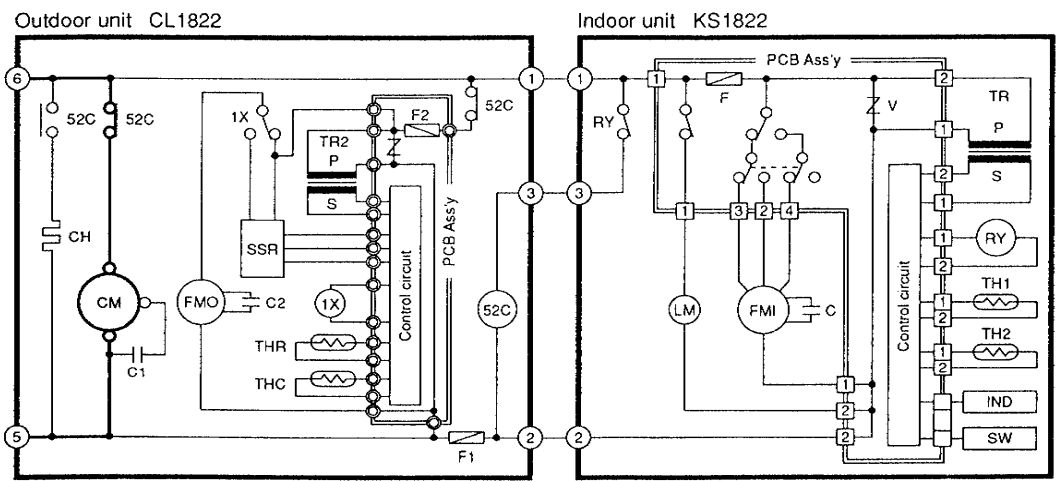 Outdoor unit CL1822
Indoor unit KS1822
PCB Ass'y
6
1
1
1
F
2
52C
52C
1X
F2
52C
RY
V
TR
TR2
P
1
P
S
3
3
2
S
1
3
2
4
1
CH
SSR
PCB Ass'y
1
RY
2
CM
FMO
C2
1X
Control circuit
52C
LM
FMI
C
Control circuit
TH1
1
2
THR
TH2
C1
1
2
THC
1
2
IND
5
F1
2
2
2
SW